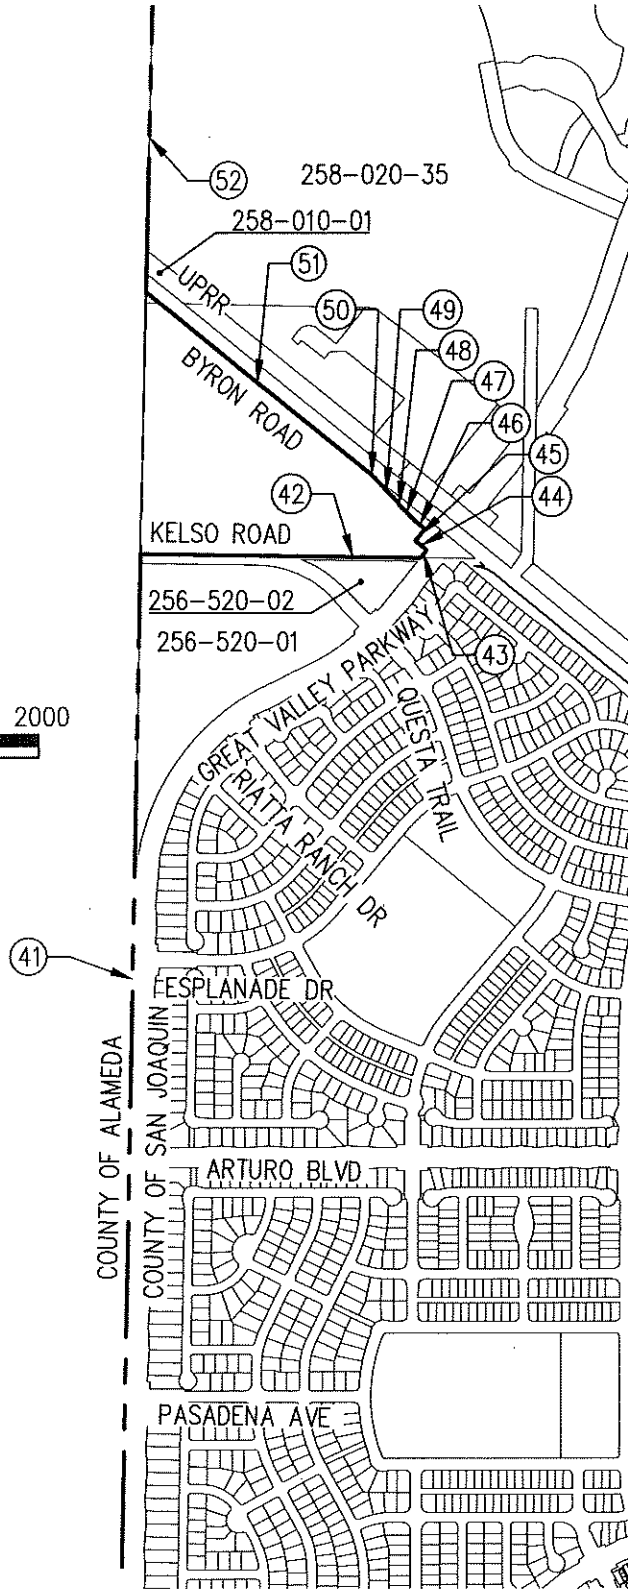 52
258-020-35
258-010-01
51
UPRR
50
49
48
BYRON ROAD
47
46
45
42
44
KELSO ROAD
256-520-02
256-520-01
43
2000
GREAT VALLEY PARKWAY
QUESTA TRAIL
RIATTA RANCH DR
41
ESPLANADE DR
COUNTY OF ALAMEDA
COUNTY OF SAN JOAQUIN
ARTURO BLVD
PASADENA AVE